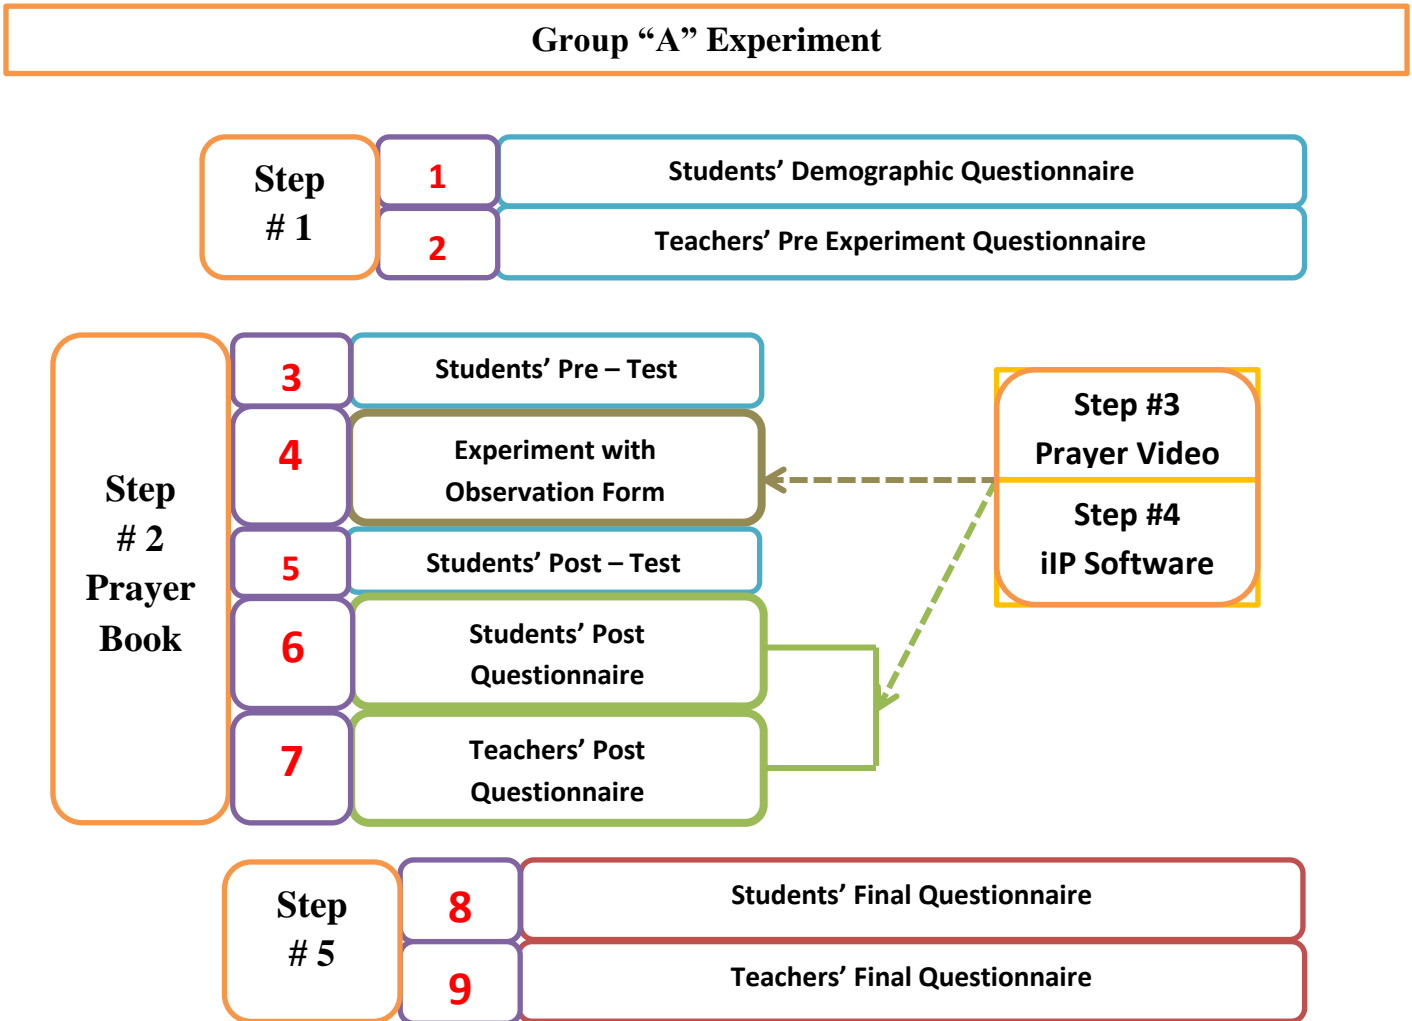 Group “A” Experiment
Step
# 1
1
Students’ Demographic Questionnaire
2
Teachers’ Pre Experiment Questionnaire
Step
# 2
Prayer
Book
3
Students’ Pre – Test
4
Experiment with
Observation Form
5
Students’ Post – Test
6
Students’ Post
Questionnaire
7
Teachers’ Post
Questionnaire
Step #3
Prayer Video
Step #4
iIP Software
Step
# 5
8
Students’ Final Questionnaire
9
Teachers’ Final Questionnaire